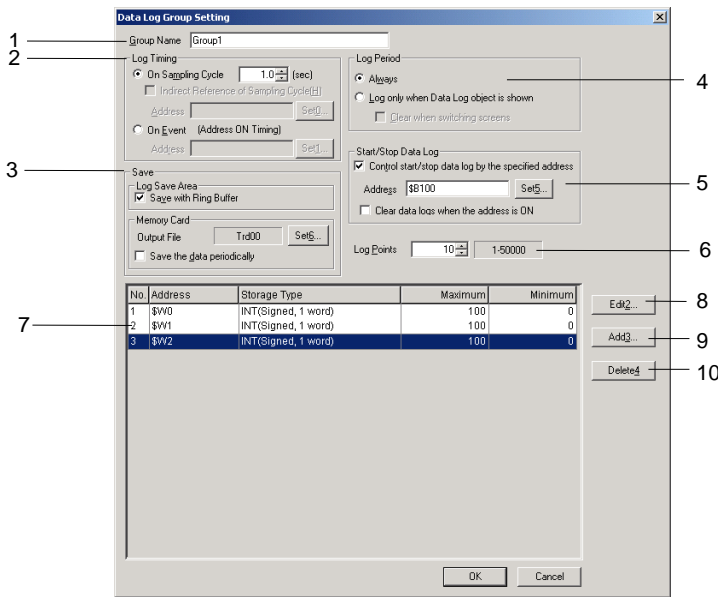 Data Log Group Setting
1
Group Name Group1
2
Log Timing
On Sampling Cycle 1.0 (sec)
Indirect Reference of Sampling Cycle(H)
Address Set0...
On Event (Address ON Timing)
Address Set1...
Log Period
Always
4
Log only when Data Log object is shown
Clear when switching screens
3
Save
Log Save Area
Save with Ring Buffer
Memory Card
Output File Trd00 Set6...
Save the data periodically
Start/Stop Data Log
Control start/stop data log by the specified address
Address $B100 Set5...
5
Clear data logs when the address is ON
Log Points 10 1-50000
6
No. Address Storage Type Maximum Minimum
1 $W0 INT(Signed, 1 word) 100 0
2 $W1 INT(Signed, 1 word) 100 0
3 $W2 INT(Signed, 1 word) 100 0
7
Edit2...
8
Add3...
9
Delete4
10
OK Cancel